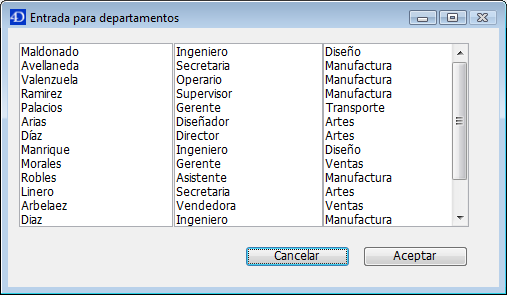 4D Entrada para departamentos
Maldonado Ingeniero Diseño
Avellaneda Secretaria Manufactura
Valenzuela Operario Manufactura
Ramirez Supervisor Manufactura
Palacios Gerente Transporte
Arias Diseñador Artes
Díaz Director Artes
Manrique Ingeniero Diseño
Morales Gerente Ventas
Robles Asistente Manufactura
Linero Secretaria Artes
Arbelaez Vendedora Ventas
Diaz Ingeniero Manufactura
Cancelar Aceptar